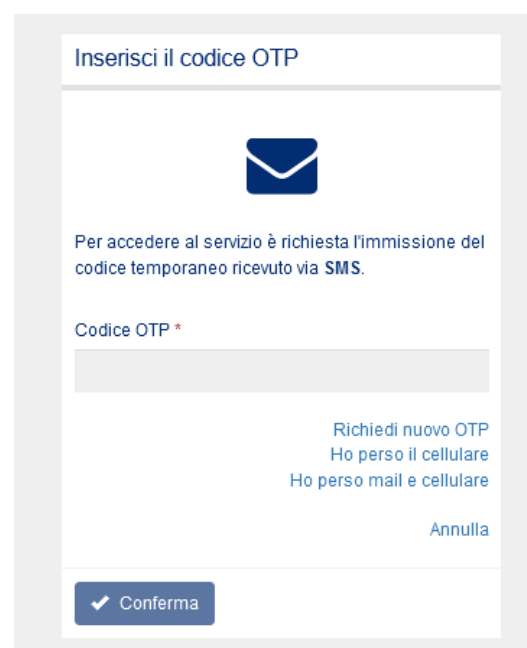 Inserisci il codice OTP
Per accedere al servizio è richiesta l'immissione del
codice temporaneo ricevuto via SMS.
Codice OTP *
Richiedi nuovo OTP
Ho perso il cellulare
Ho perso mail e cellulare
Annulla
Conferma